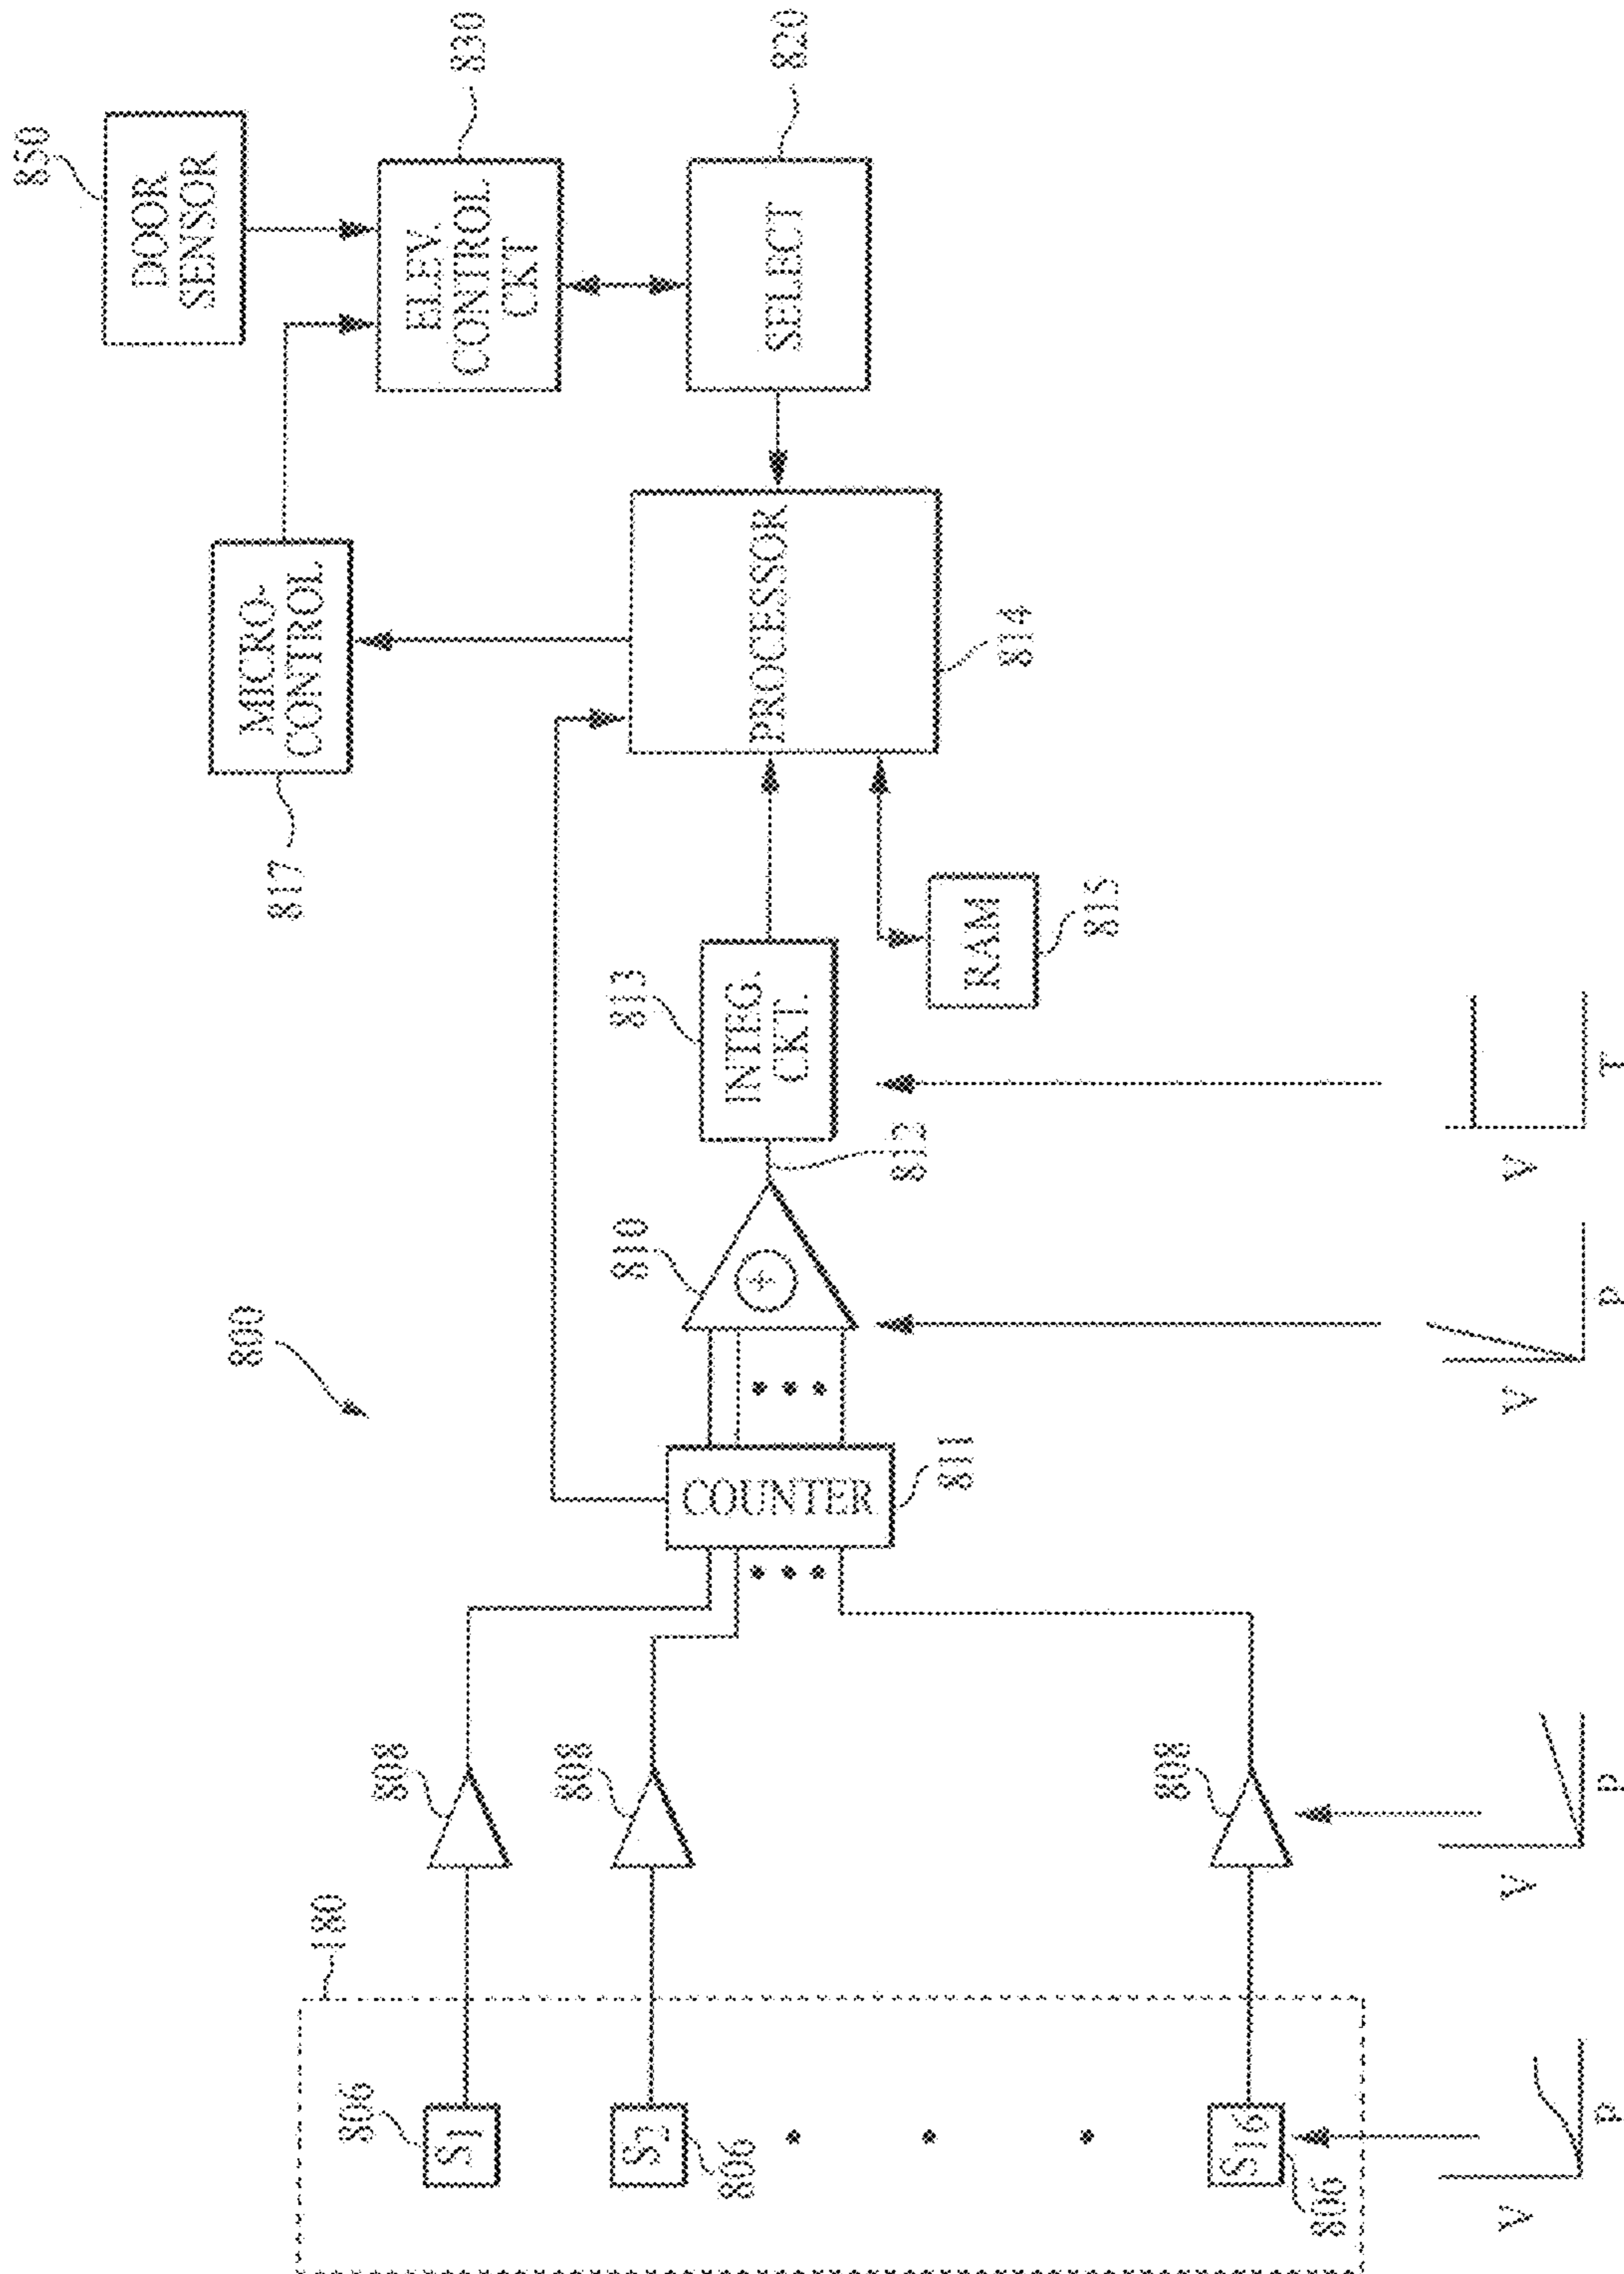 800
180
806
S1
808
806
S2
808
806
S16
808
COUNTER
811
810
812
813
INTEG.
CKT.
RAM
815
PROCESSOR
814
817
MICRO-
CONTROL
850
DOOR
SENSOR
830
ELEV.
CONTROL
CKT
820
SELECT
V
P
V
P
V
P
V
T